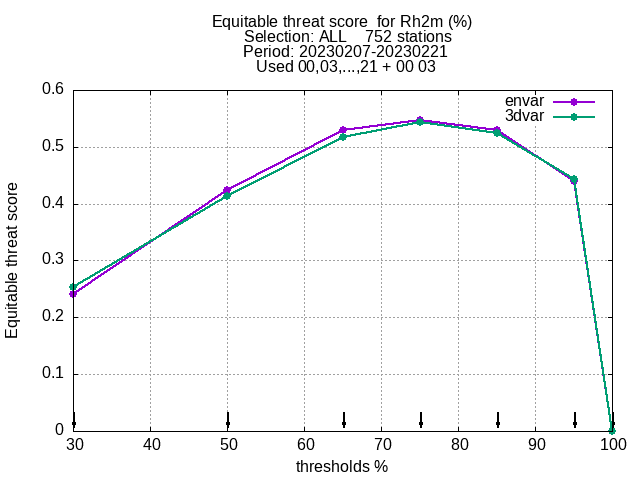 Equitable threat score  for Rh2m (%)
Selection: ALL    752 stations
Period: 20230207-20230221
Used 00,03,...,21 + 00 03
envar
3dvar
Equitable threat score
0.6
0.5
0.4
0.3
0.2
0.1
0
30 40 50 60 70 80 90 100
thresholds %